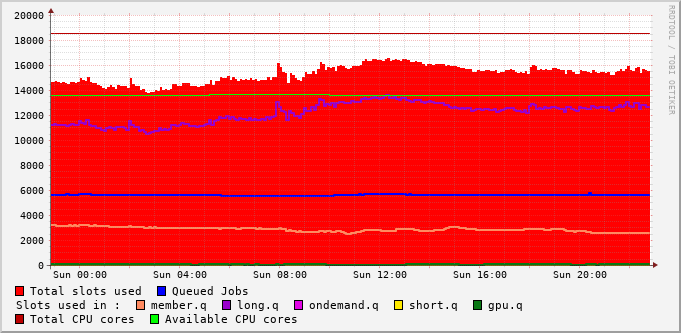 20000
18000
16000
14000
12000
10000
8000
6000
4000
2000
0
Sun 00:00 Sun 04:00 Sun 08:00 Sun 12:00 Sun 16:00 Sun 20:00
RRDTOOL / TOBI OETIKER
Total slots used Queued Jobs
Slots used in : member.q long.q ondemand.q short.q gpu.q
Total CPU cores Available CPU cores